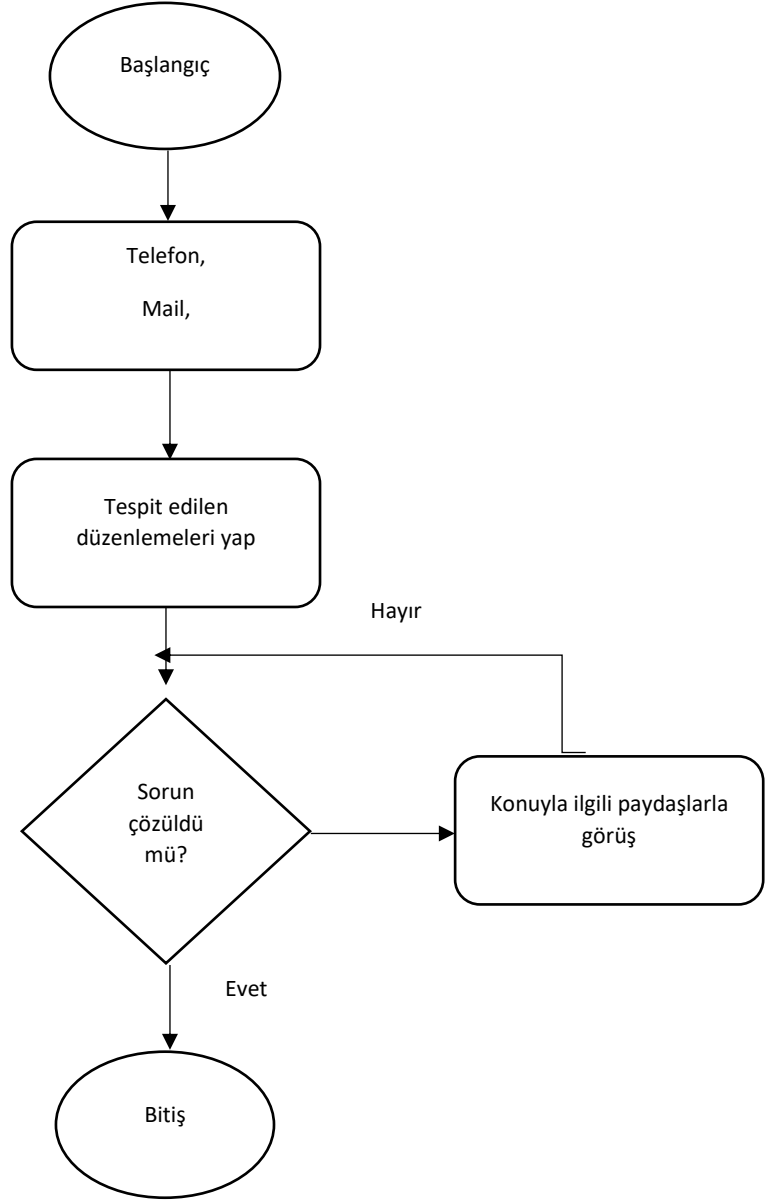 Başlangıç
Telefon,
Mail,
Tespit edilen
düzenlemeleri yap
Hayır
Sorun
çözüldü
mü?
Konuyla ilgili paydaşlarla
görüş
Evet
Bitiş